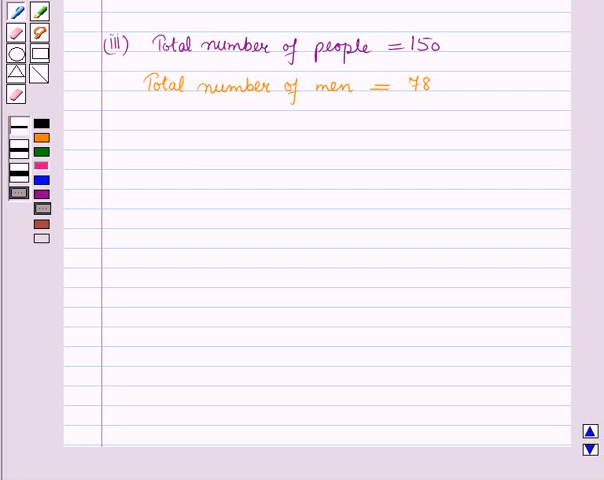 (iii) Total number of people = 150
Total number of men = 78